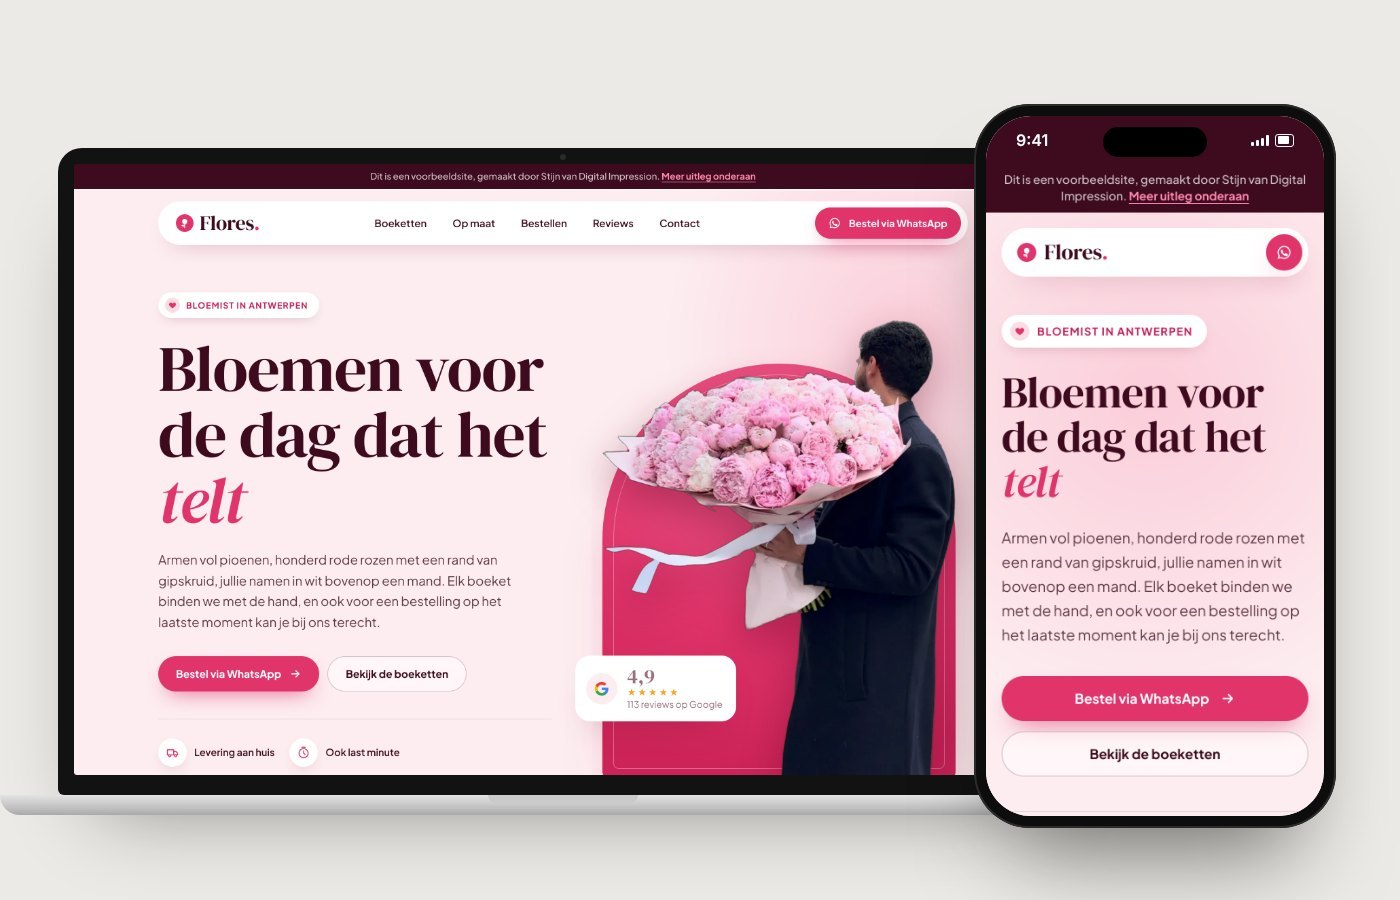 Dit is een voorbeeldsite, gemaakt door Stijn van Digital Impression. Meer uitleg onderaan
Flores.
Boeketten
Op maat
Bestellen
Reviews
Contact
Bestel via WhatsApp
BLOEMIST IN ANTWERPEN
Bloemen voor
de dag dat het
telt
Armen vol pioenen, honderd rode rozen met een rand van
gipskruid, jullie namen in wit bovenop een mand. Elk boeket
binden we met de hand, en ook voor een bestelling op het
laatste moment kan je bij ons terecht.
Bestel via WhatsApp →
Bekijk de boeketten
4,9
★★★★★
113 reviews op Google
Levering aan huis
Ook last minute
9:41
Dit is een voorbeeldsite, gemaakt door Stijn van Digital
Impression. Meer uitleg onderaan
Flores.
BLOEMIST IN ANTWERPEN
Bloemen voor
de dag dat het
telt
Armen vol pioenen, honderd rode rozen met
een rand van gipskruid, jullie namen in wit
bovenop een mand. Elk boeket binden we
met de hand, en ook voor een bestelling op
het laatste moment kan je bij ons terecht.
Bestel via WhatsApp →
Bekijk de boeketten